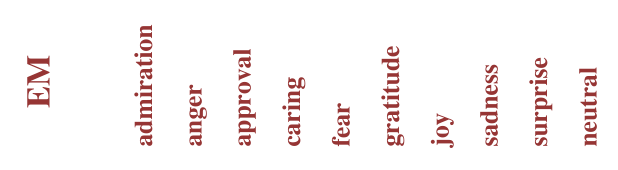 EM
admiration
anger
approval
caring
fear
gratitude
joy
sadness
surprise
neutral